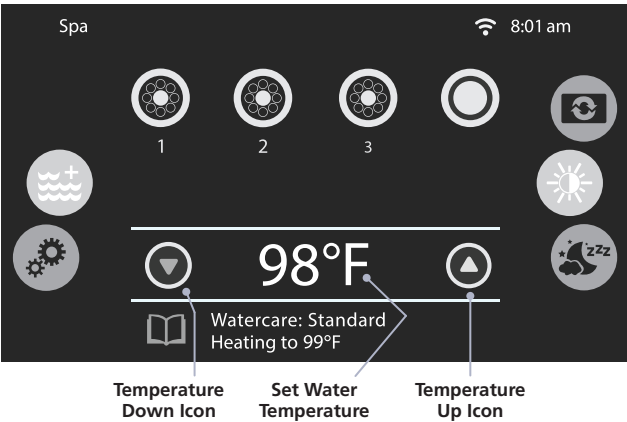 Spa
8:01 am
1 2 3
zzz
98°F
Watercare: Standard
Heating to 99°F
Temperature
Down Icon
Set Water
Temperature
Temperature
Up Icon